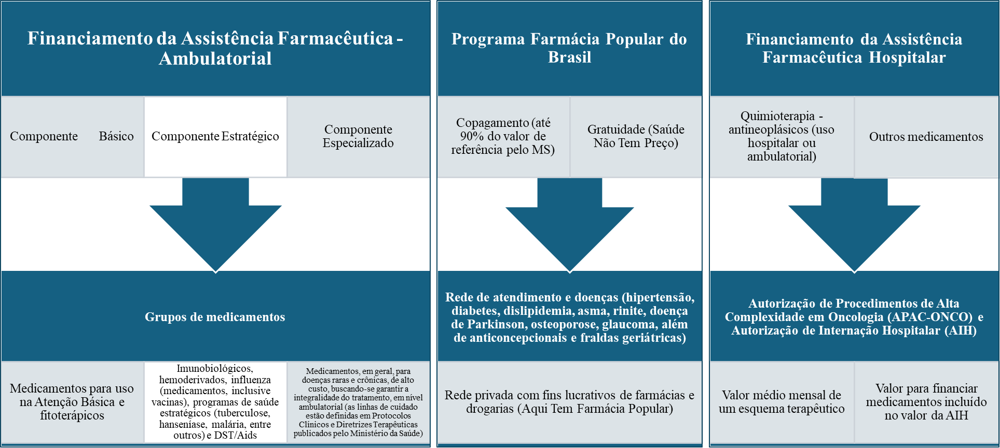 Financiamento da Assistência Farmacêutica -
Ambulatorial
Componente Básico
Componente Estratégico
Componente
Especializado
Grupos de medicamentos
Medicamentos para uso
na Atenção Básica e
fitoterápicos
Imunobiológicos,
hemoderivados, influenza
(medicamentos, inclusive
vacinas), programas de saúde
estratégicos (tuberculose,
hanseníase, malária, entre
outros) e DST/Aids
Medicamentos, em geral, para
doenças raras e crônicas, de alto
custo, buscando-se garantir a
integralidade do tratamento, em nível
ambulatorial (as linhas de cuidado
estão definidas em Protocolos
Clínicos e Diretrizes Terapêuticas
publicados pelo Ministério da Saúde)
Programa Farmácia Popular do
Brasil
Copagamento (até
90% do valor de
referência pelo MS)
Gratuidade (Saúde
Não Tem Preço)
Rede de atendimento e doenças (hipertensão,
diabetes, dislipidemia, asma, rinite, doença
de Parkinson, osteoporose, glaucoma, além
de anticoncepcionais e fraldas geriátricas)
Rede privada com fins lucrativos de farmácias e
drogarias (Aqui Tem Farmácia Popular)
Financiamento da Assistência
Farmacêutica Hospitalar
Quimioterapia -
antineoplásicos (uso
hospitalar ou
ambulatorial)
Outros medicamentos
Autorização de Procedimentos de Alta
Complexidade em Oncologia (APAC-ONCO) e
Autorização de Internação Hospitalar (AIH)
Valor médio mensal de
um esquema terapêutico
Valor para financiar
medicamentos incluído
no valor da AIH